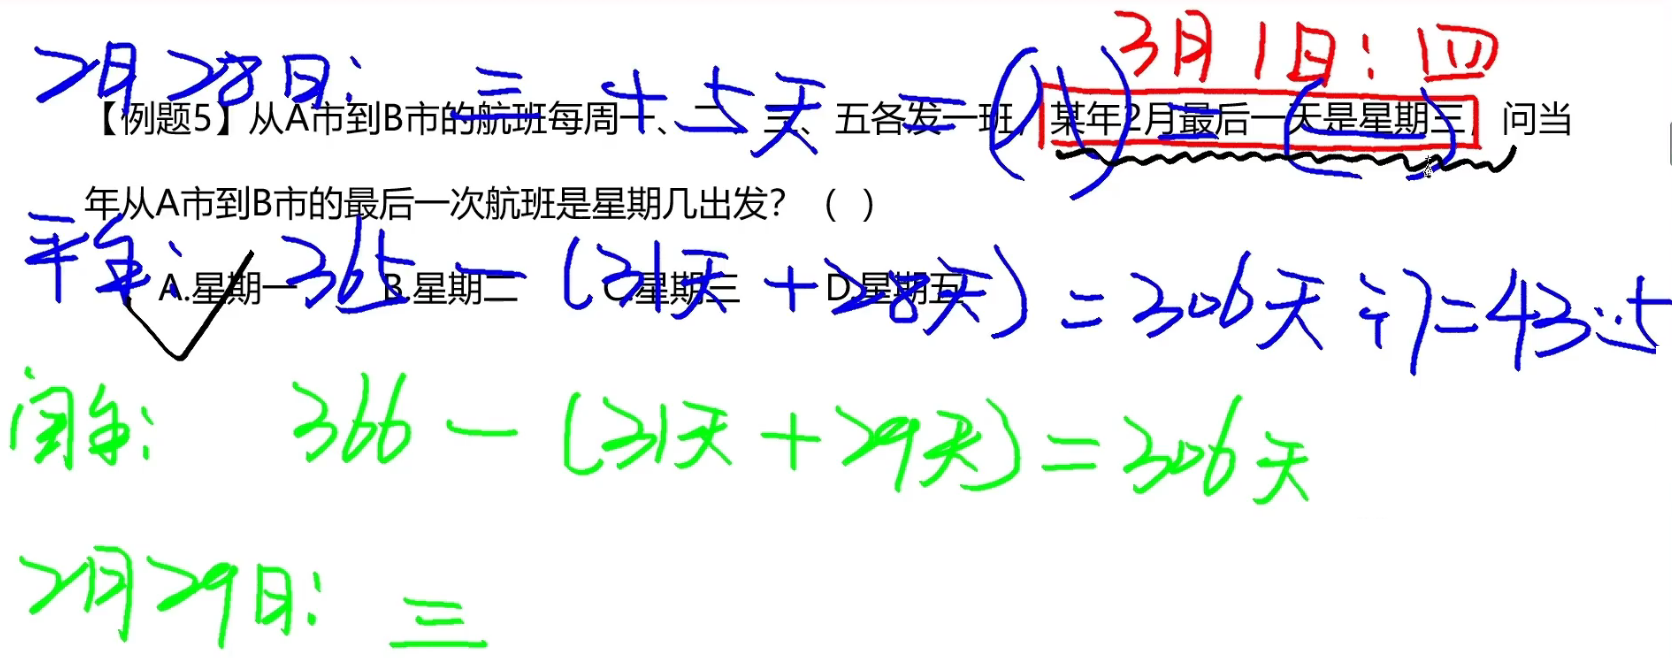 3月1日:四
2月28日:三+5天=(八)=(一)
【例题5】从A市到B市的航班每周一、二、三、五各发一班，某年2月最后一天是星期三，问当
年从A市到B市的最后一次航班是星期几出发？（ ）
平年:365-(31天+28天)=306天÷7=43…5
A.星期一 B.星期二 C.星期三 D.星期五
闰年:366-(31天+29天)=306天
2月29日:三